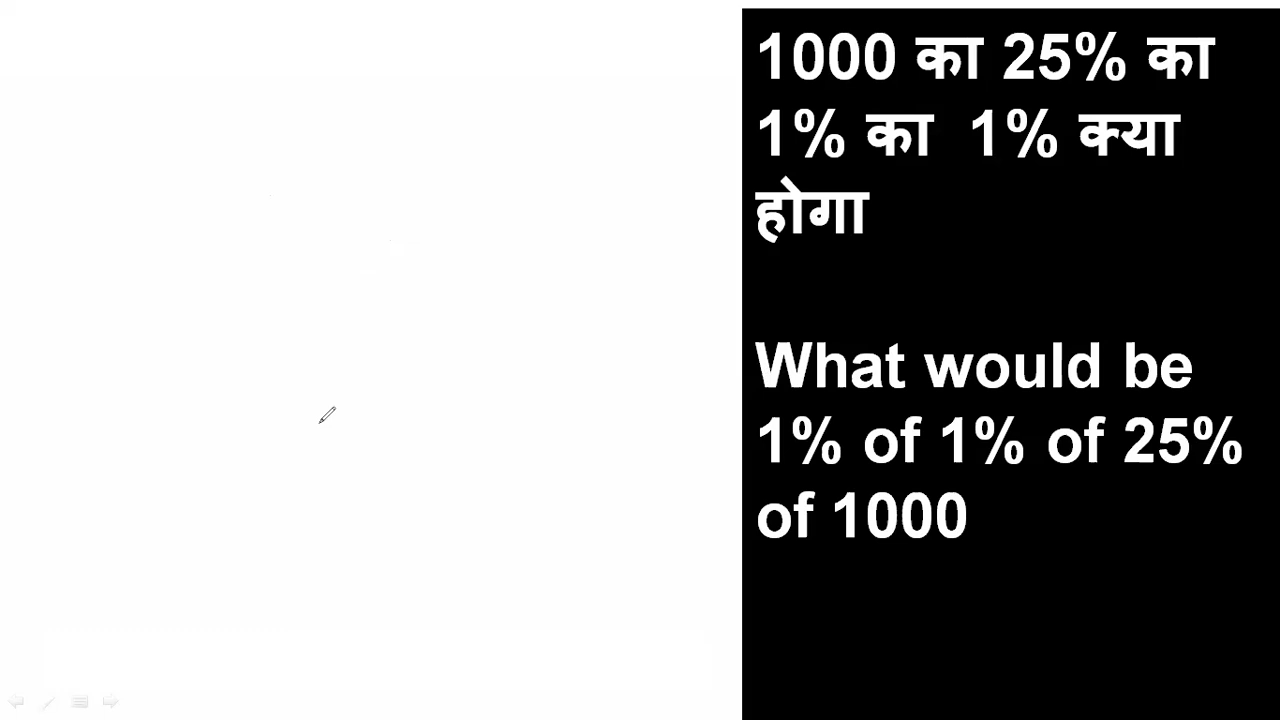 1000 का 25% का
1% का 1% क्या
होगा
What would be
1% of 1% of 25%
of 1000